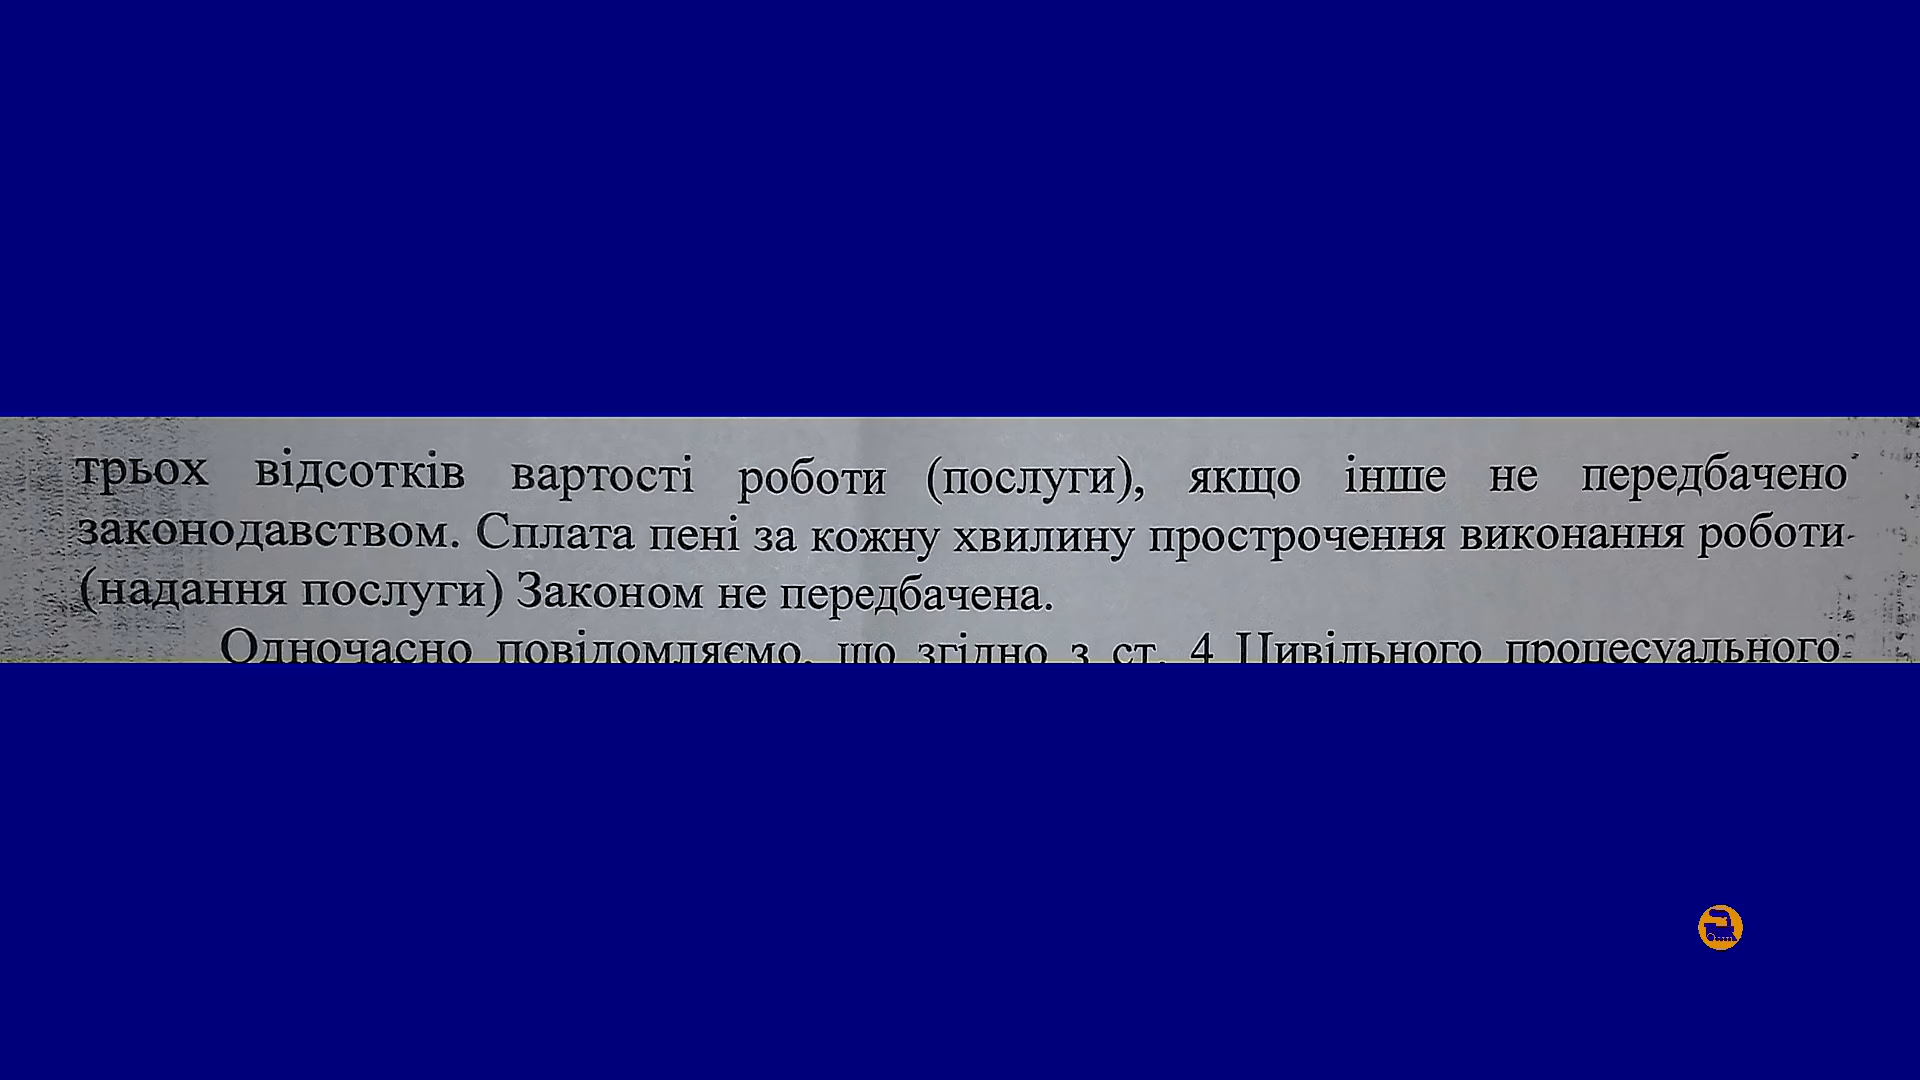 трьох відсотків вартості роботи (послуги), якщо інше не передбачено
законодавством. Сплата пені за кожну хвилину прострочення виконання роботи
(надання послуги) Законом не передбачена.
Одночасно повідомляємо, що згідно з ст. 4 Цивільного процесуального